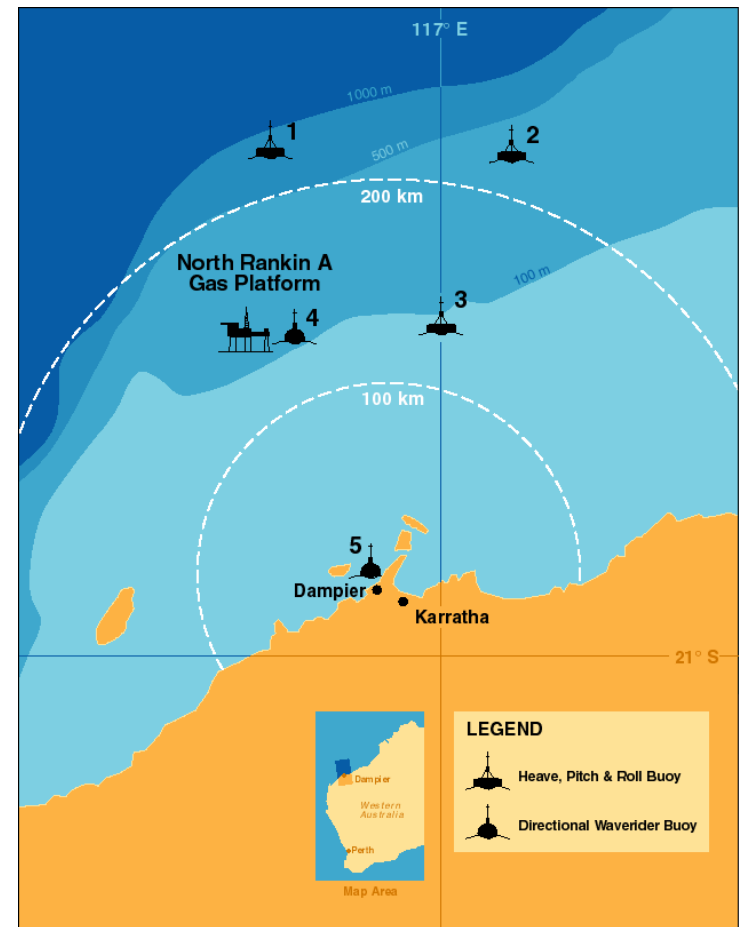 117° E
1000 m
1
500 m
2
200 km
North Rankin A
Gas Platform
100 m
3
4
100 km
5
Dampier
Karratha
21° S
LEGEND
Heave, Pitch & Roll Buoy
Directional Waverider Buoy
Dampier
Western
Australia
Perth
Map Area